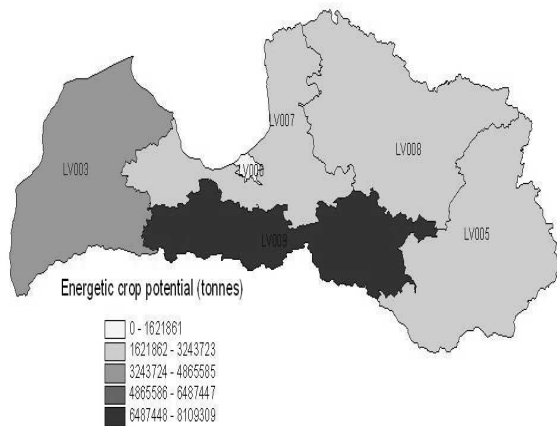 LV007
LV003
LV006
LV008
LV009
LV005
Energetic crop potential (tonnes)
0 - 1621861
1621862 - 3243723
3243724 - 4865585
4865586 - 6487447
6487448 - 8109309